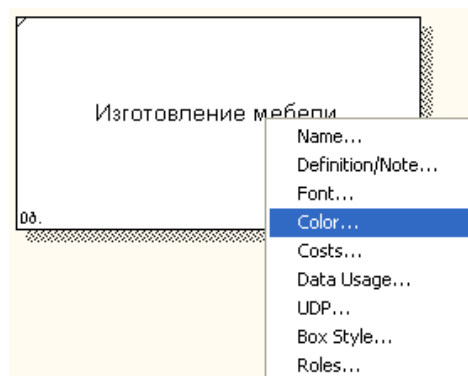 Изготовление мебели
0д.
Name...
Definition/Note...
Font...
Color...
Costs...
Data Usage...
UDP...
Box Style...
Roles...